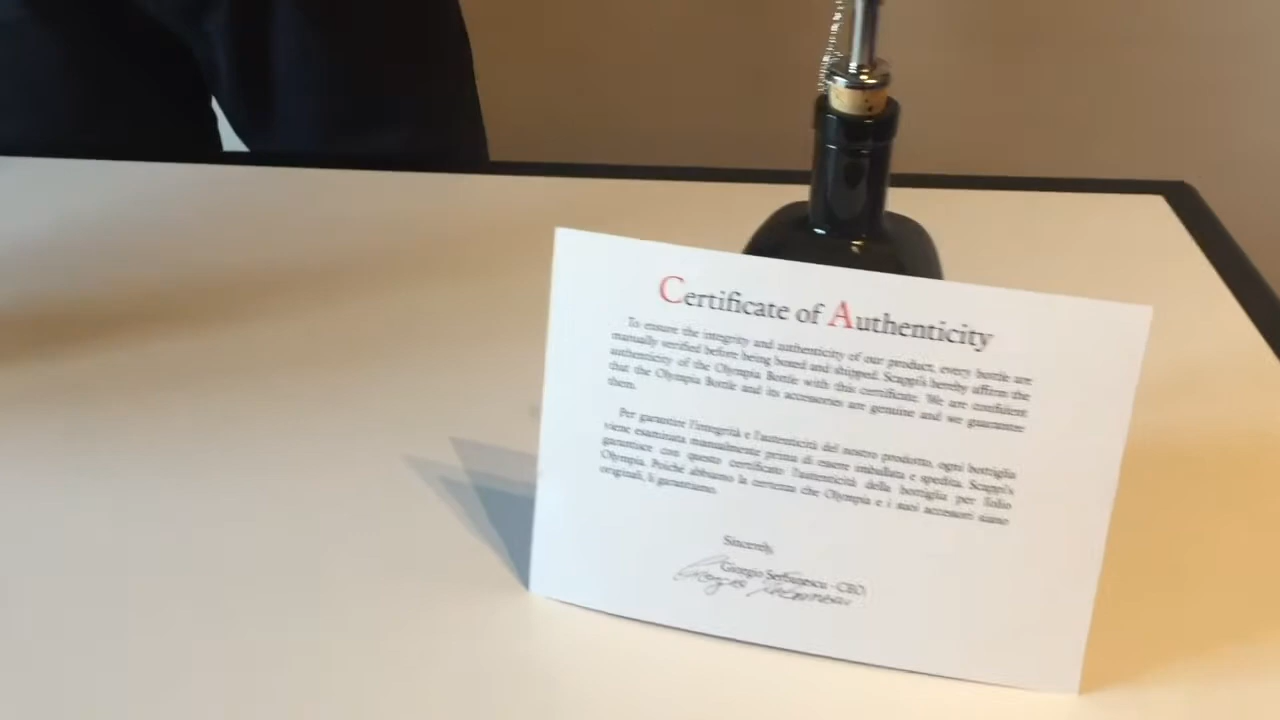 Certificate of Authenticity
To ensure the integrity and authenticity of our product, every bottle are
manually verified before being boxed and shipped. Scappi's hereby affirm the
authenticity of the Olympia Bottle with this certificate. We are confident
that the Olympia Bottle and its accessories are genuine and we guarantee
them.
Per garantire l'integrità e l'autenticità del nostro prodotto, ogni bottiglia
viene esaminata manualmente prima di essere imballata e spedita. Scappi's
garantisce con questo certificato l'autenticità della bottiglia per l'olio
Olympia. Poiché abbiamo la certezza che Olympia e i suoi accessori siano
originali, li garantiamo.
Sincerely,
Giorgio Serbanescu - CEO